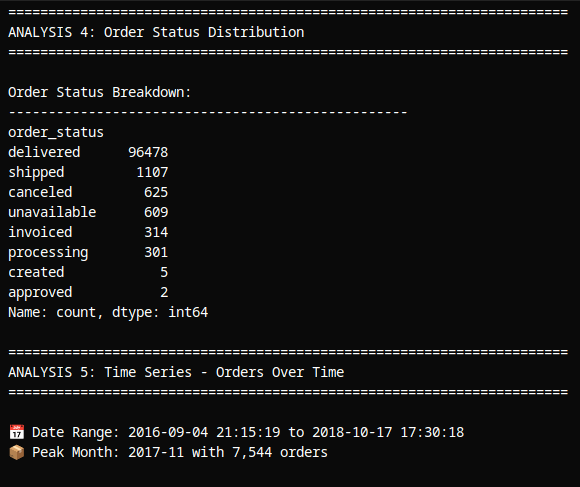 ======================================================================
ANALYSIS 4: Order Status Distribution
======================================================================
Order Status Breakdown:
--------------------------------------------------
order_status
delivered      96478
shipped         1107
canceled         625
unavailable      609
invoiced         314
processing       301
created            5
approved           2
Name: count, dtype: int64
======================================================================
ANALYSIS 5: Time Series - Orders Over Time
======================================================================
📅 Date Range: 2016-09-04 21:15:19 to 2018-10-17 17:30:18
📦 Peak Month: 2017-11 with 7,544 orders